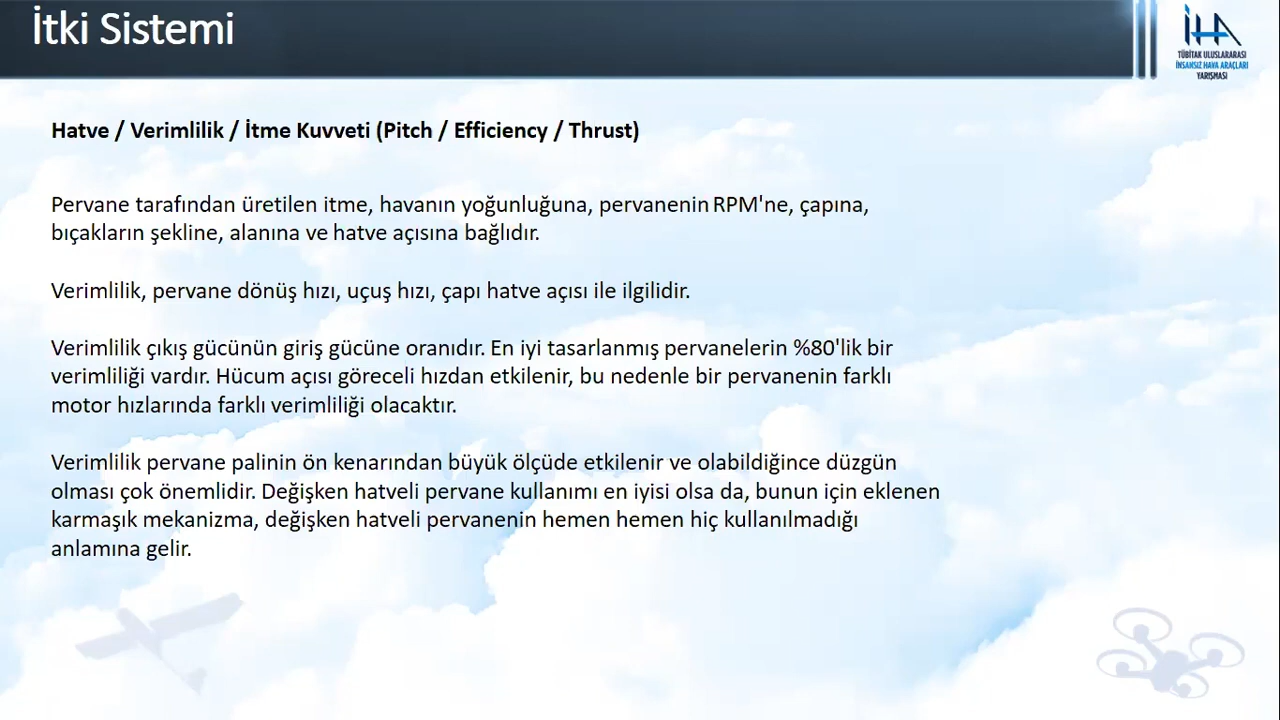 İtki Sistemi
İHA
TÜBİTAK ULUSLARARASI
İNSANSIZ HAVA ARAÇLARI
YARIŞMASI
Hatve / Verimlilik / İtme Kuvveti (Pitch / Efficiency / Thrust)
Pervane tarafından üretilen itme, havanın yoğunluğuna, pervanenin RPM'ne, çapına,
bıçakların şekline, alanına ve hatve açısına bağlıdır.
Verimlilik, pervane dönüş hızı, uçuş hızı, çapı hatve açısı ile ilgilidir.
Verimlilik çıkış gücünün giriş gücüne oranıdır. En iyi tasarlanmış pervanelerin %80'lik bir
verimliliği vardır. Hücum açısı göreceli hızdan etkilenir, bu nedenle bir pervanenin farklı
motor hızlarında farklı verimliliği olacaktır.
Verimlilik pervane palinin ön kenarından büyük ölçüde etkilenir ve olabildiğince düzgün
olması çok önemlidir. Değişken hatveli pervane kullanımı en iyisi olsa da, bunun için eklenen
karmaşık mekanizma, değişken hatveli pervanenin hemen hemen hiç kullanılmadığı
anlamına gelir.